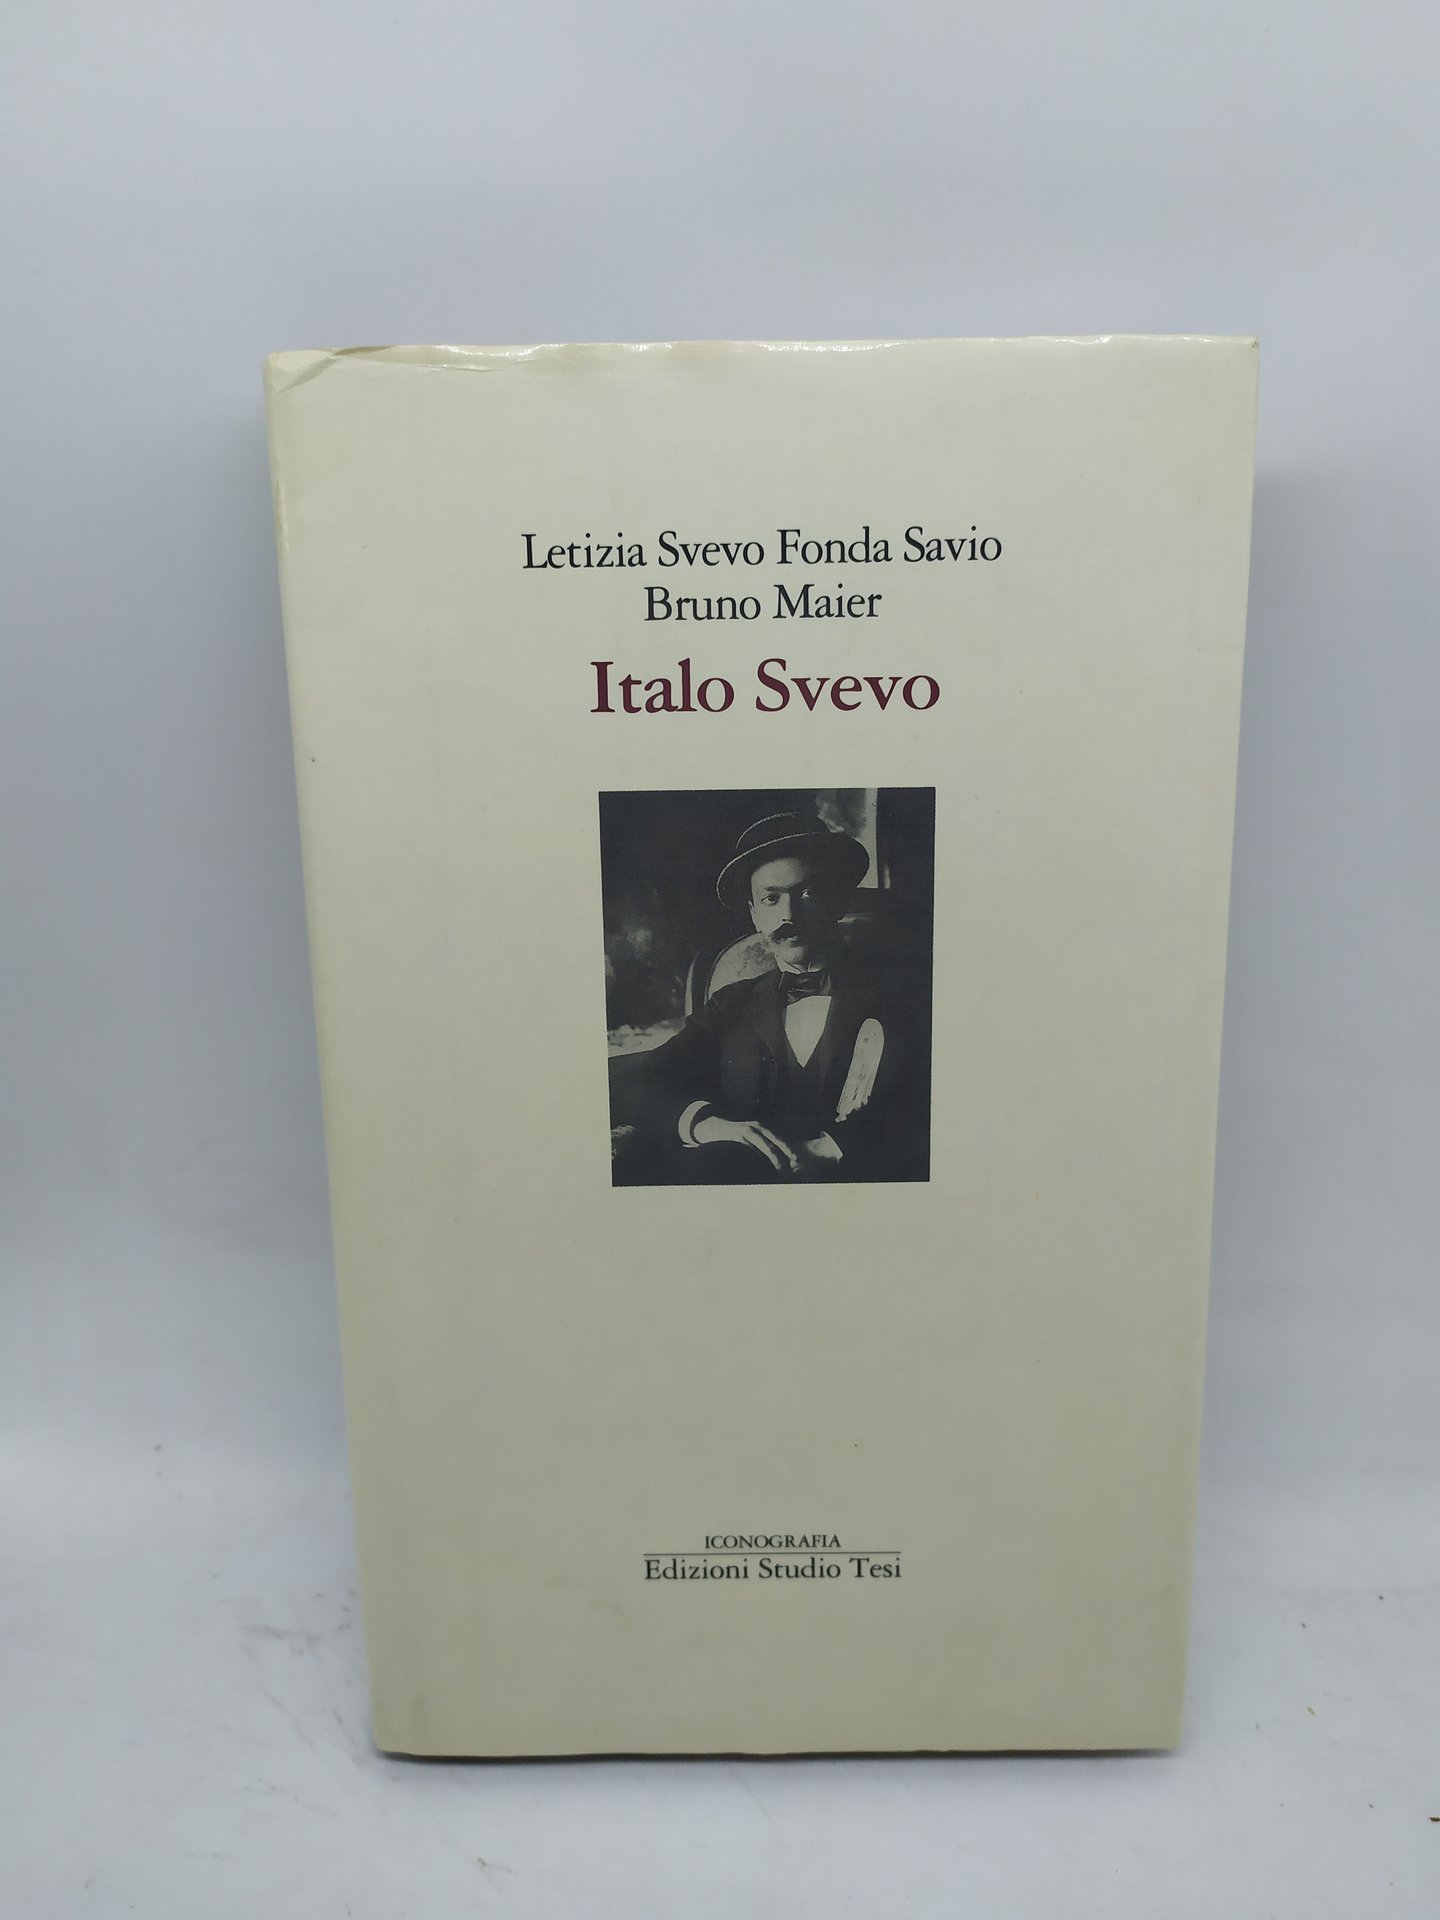 Letizia Svevo Fonda Savio
Bruno Maier
Italo Svevo
ICONOGRAFIA
Edizioni Studio Tesi